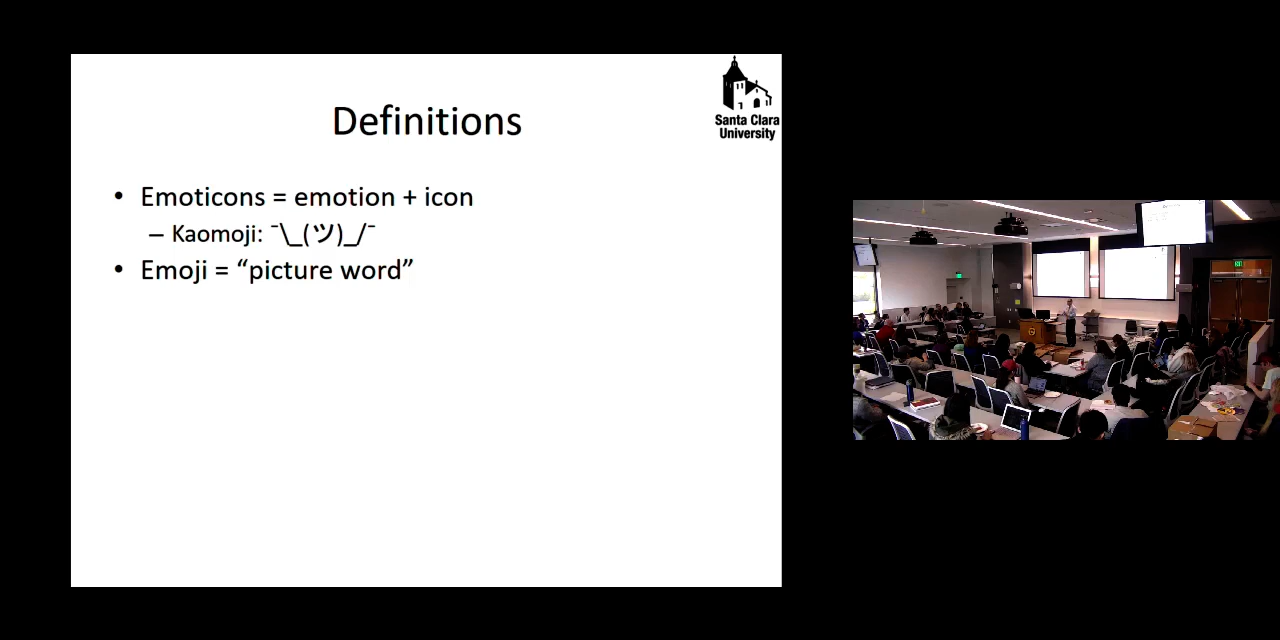 Santa Clara
University
Definitions
• Emoticons = emotion + icon
– Kaomoji: ¯\_(ツ)_/¯
• Emoji = “picture word”